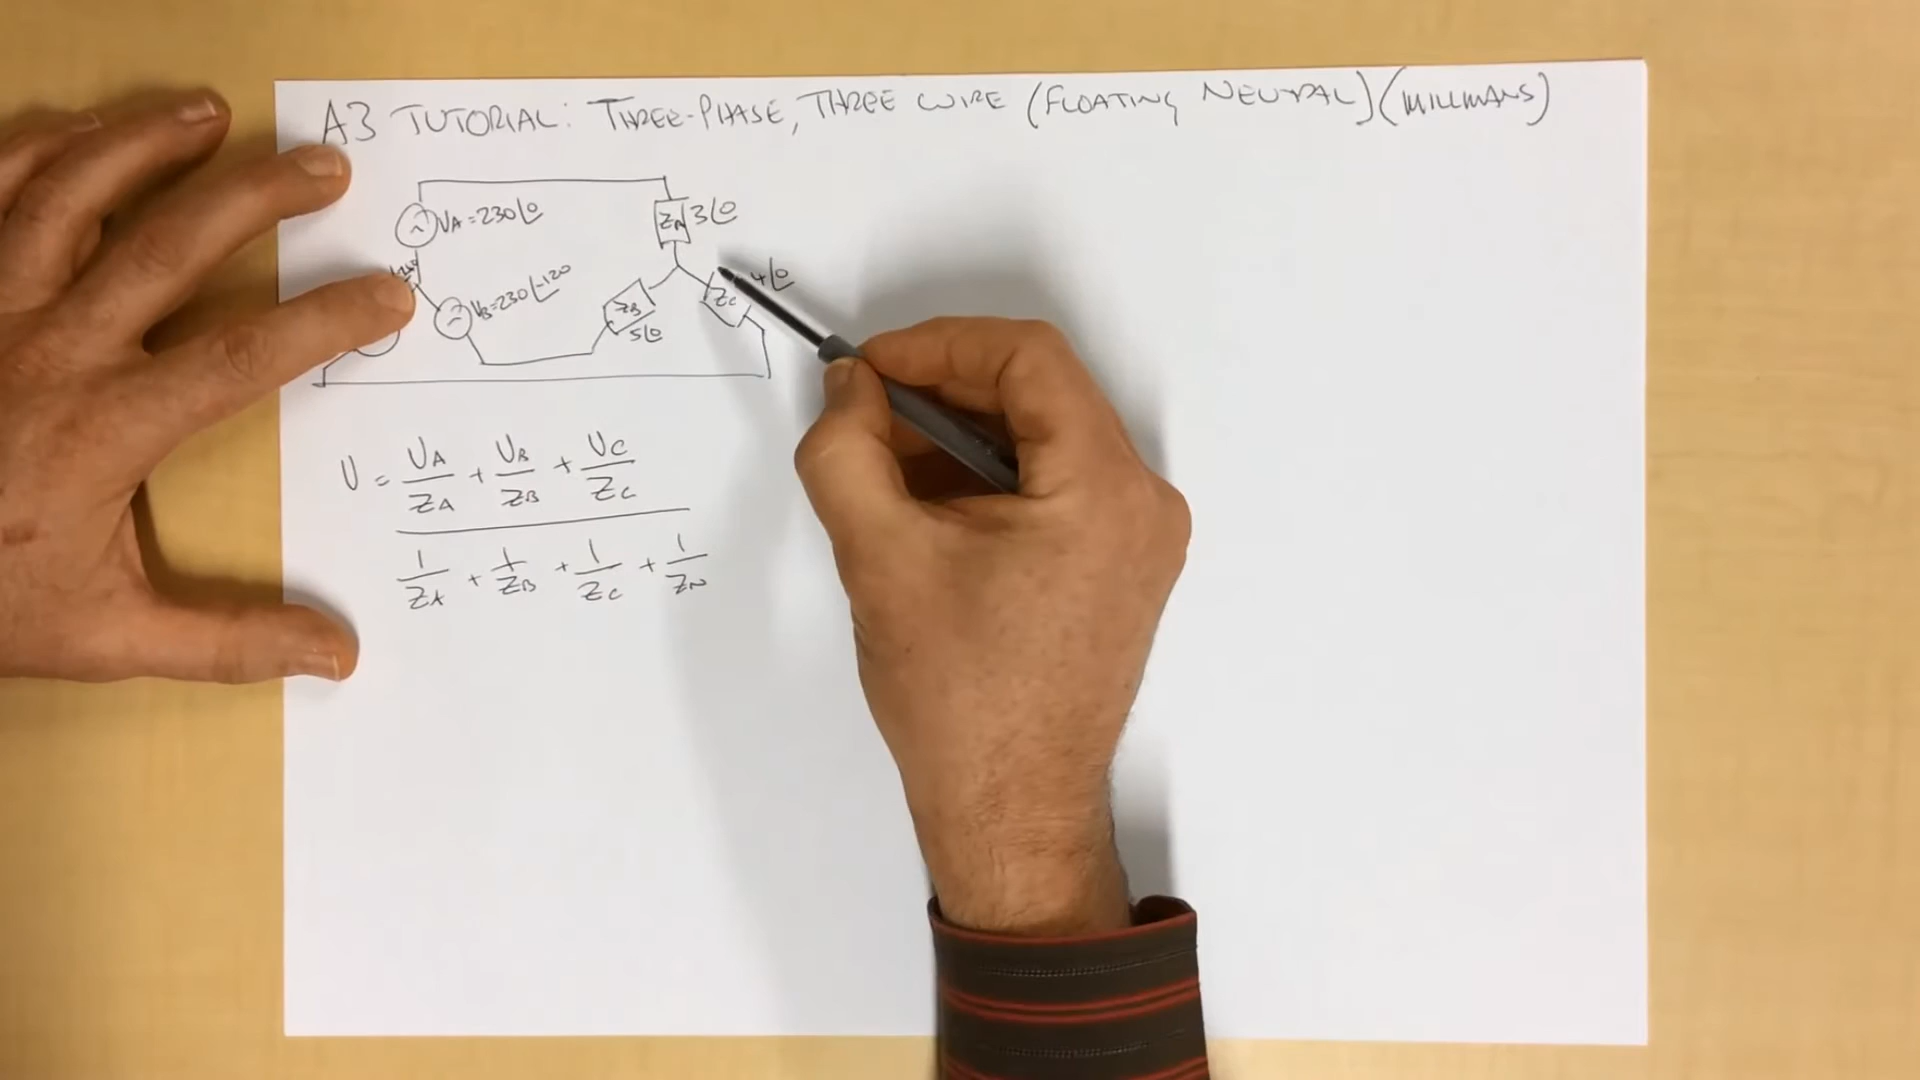 A3 TUTORIAL: THREE-PHASE, THREE WIRE (FLOATING NEUTRAL) (MILLMANS)
VA=230∠0
ZA 3∠0
VB=230∠-120
ZB
5∠0
ZC
4∠0
V = VA/ZA + VB/ZB + VC/ZC
1/ZA + 1/ZB + 1/ZC + 1/ZN